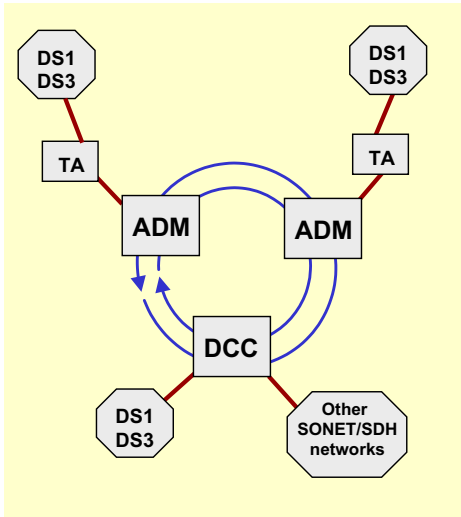 DS1
DS3
DS1
DS3
TA
TA
ADM
ADM
DCC
DS1
DS3
Other
SONET/SDH
networks